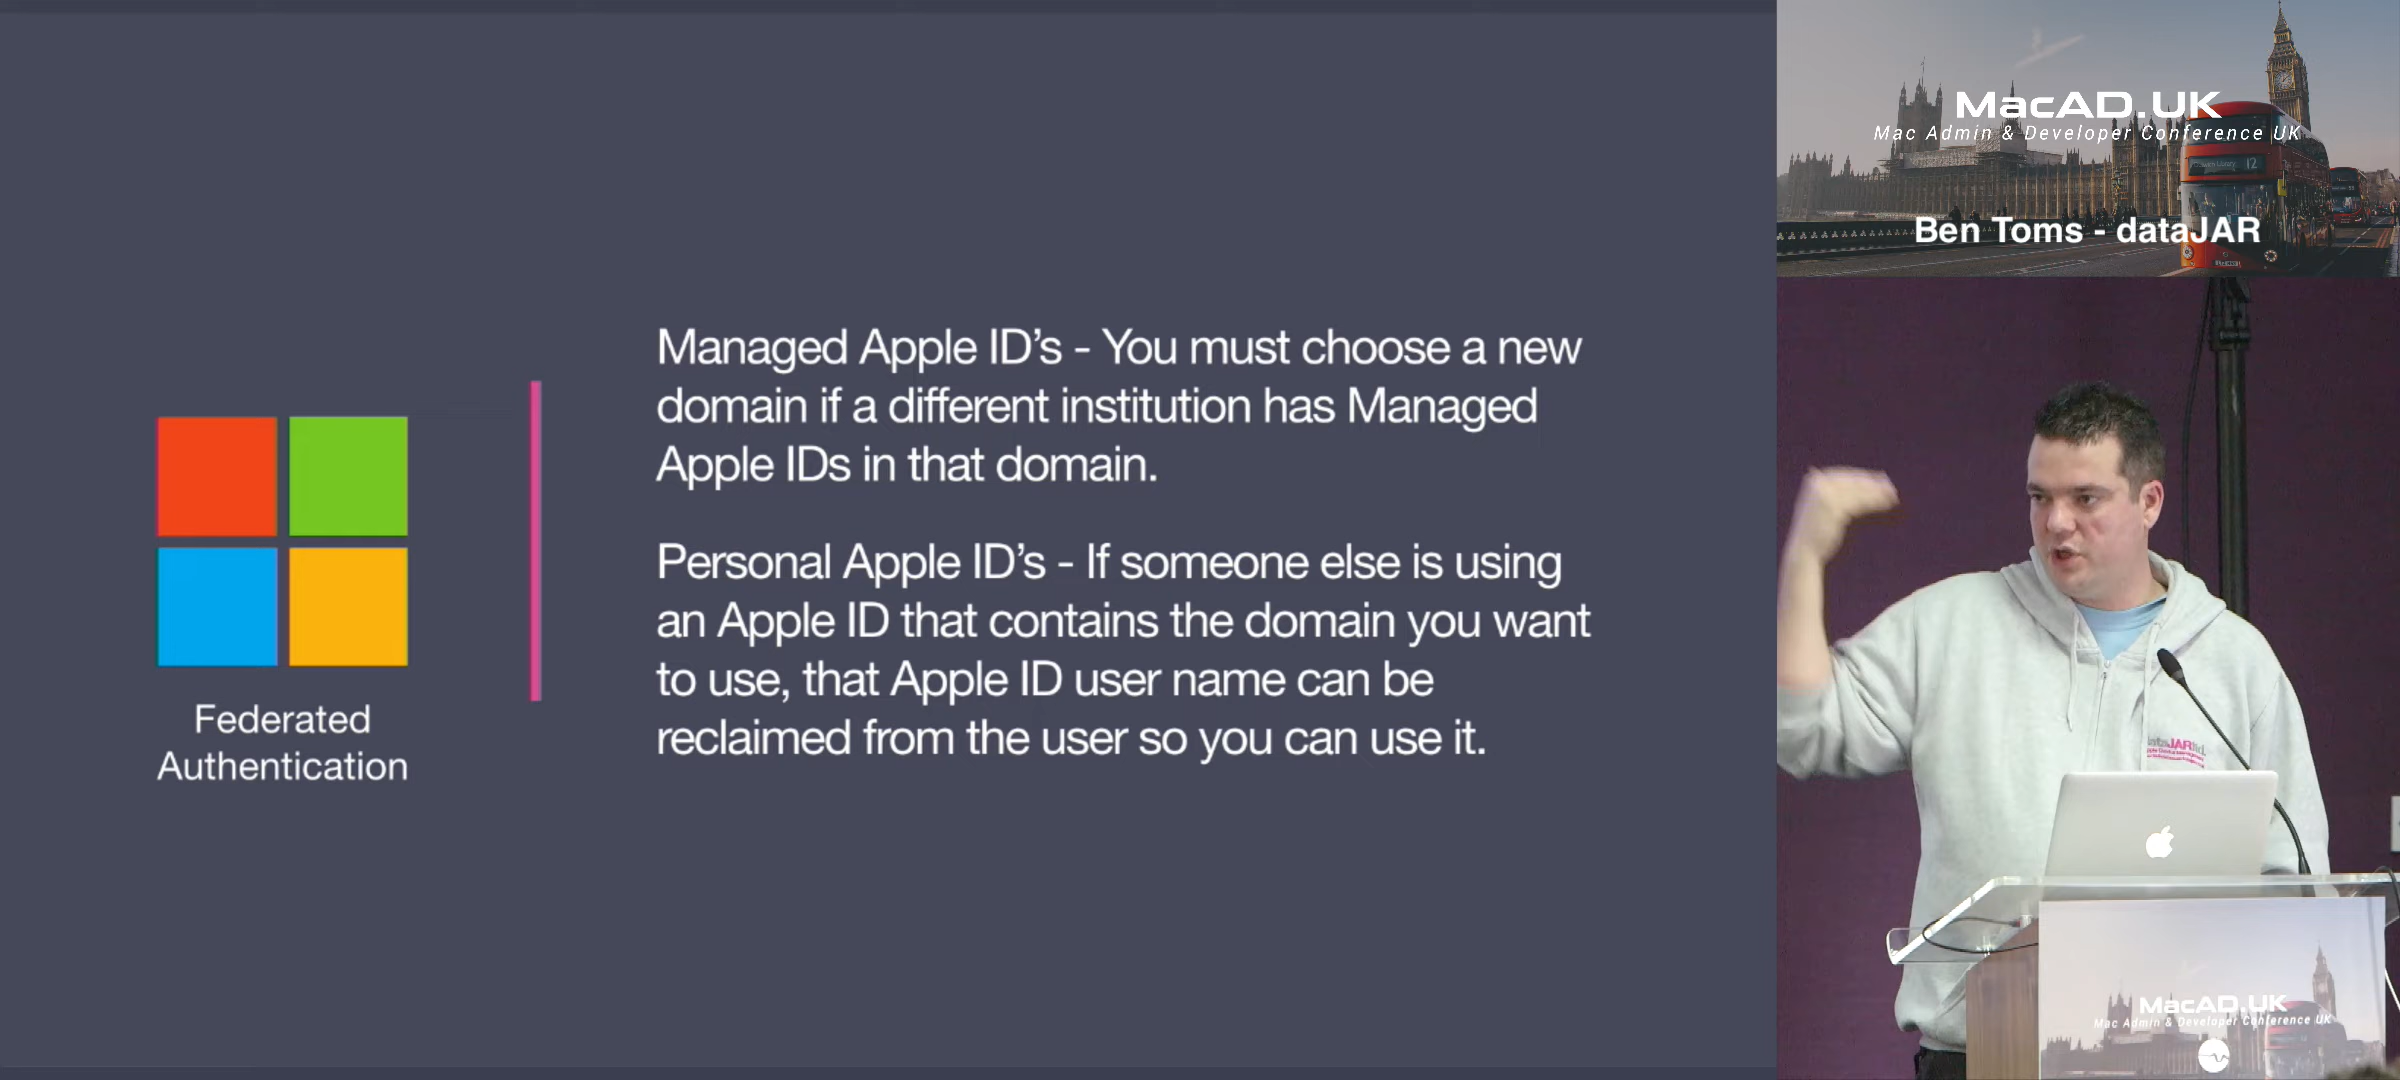 Managed Apple ID’s - You must choose a new
domain if a different institution has Managed
Apple IDs in that domain.
Personal Apple ID’s - If someone else is using
an Apple ID that contains the domain you want
to use, that Apple ID user name can be
reclaimed from the user so you can use it.
Federated
Authentication
MacAD.UK
Mac Admin & Developer Conference UK
12
Ben Toms - dataJAR
dataJAR
MacAD.UK
Mac Admin & Developer Conference UK